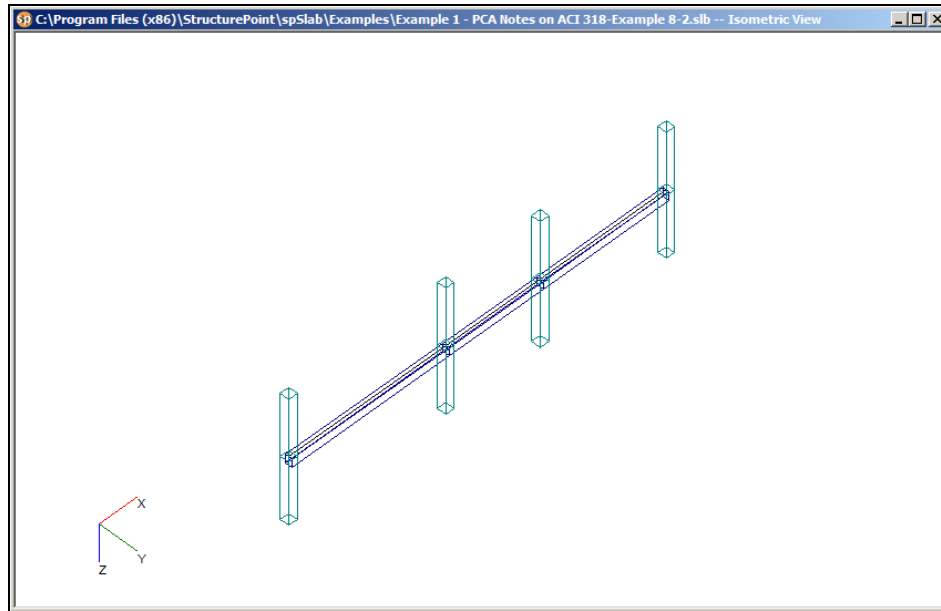 sp C:\Program Files (x86)\StructurePoint\spSlab\Examples\Example 1 - PCA Notes on ACI 318-Example 8-2.slb -- Isometric View
X
Y
Z